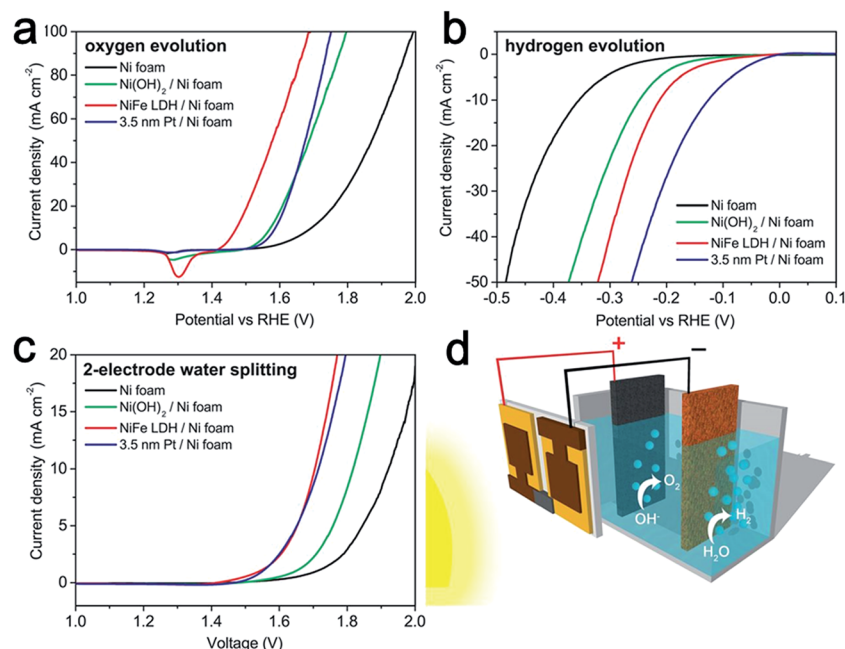 a
oxygen evolution
Ni foam
Ni(OH)₂ / Ni foam
NiFe LDH / Ni foam
3.5 nm Pt / Ni foam
Current density (mA cm⁻²)
100
80
60
40
20
0
1.0 1.2 1.4 1.6 1.8 2.0
Potential vs RHE (V)
b
hydrogen evolution
Ni foam
Ni(OH)₂ / Ni foam
NiFe LDH / Ni foam
3.5 nm Pt / Ni foam
Current density (mA cm⁻²)
0
-10
-20
-30
-40
-50
-0.5 -0.3 -0.1 0.0 0.1
Potential vs RHE (V)
c
2-electrode water splitting
Ni foam
Ni(OH)₂ / Ni foam
NiFe LDH / Ni foam
3.5 nm Pt / Ni foam
Current density (mA cm⁻²)
20
15
10
5
0
1.0 1.2 1.4 1.6 1.8 2.0
Voltage (V)
d
+ −
O₂
OH⁻
H₂
H₂O